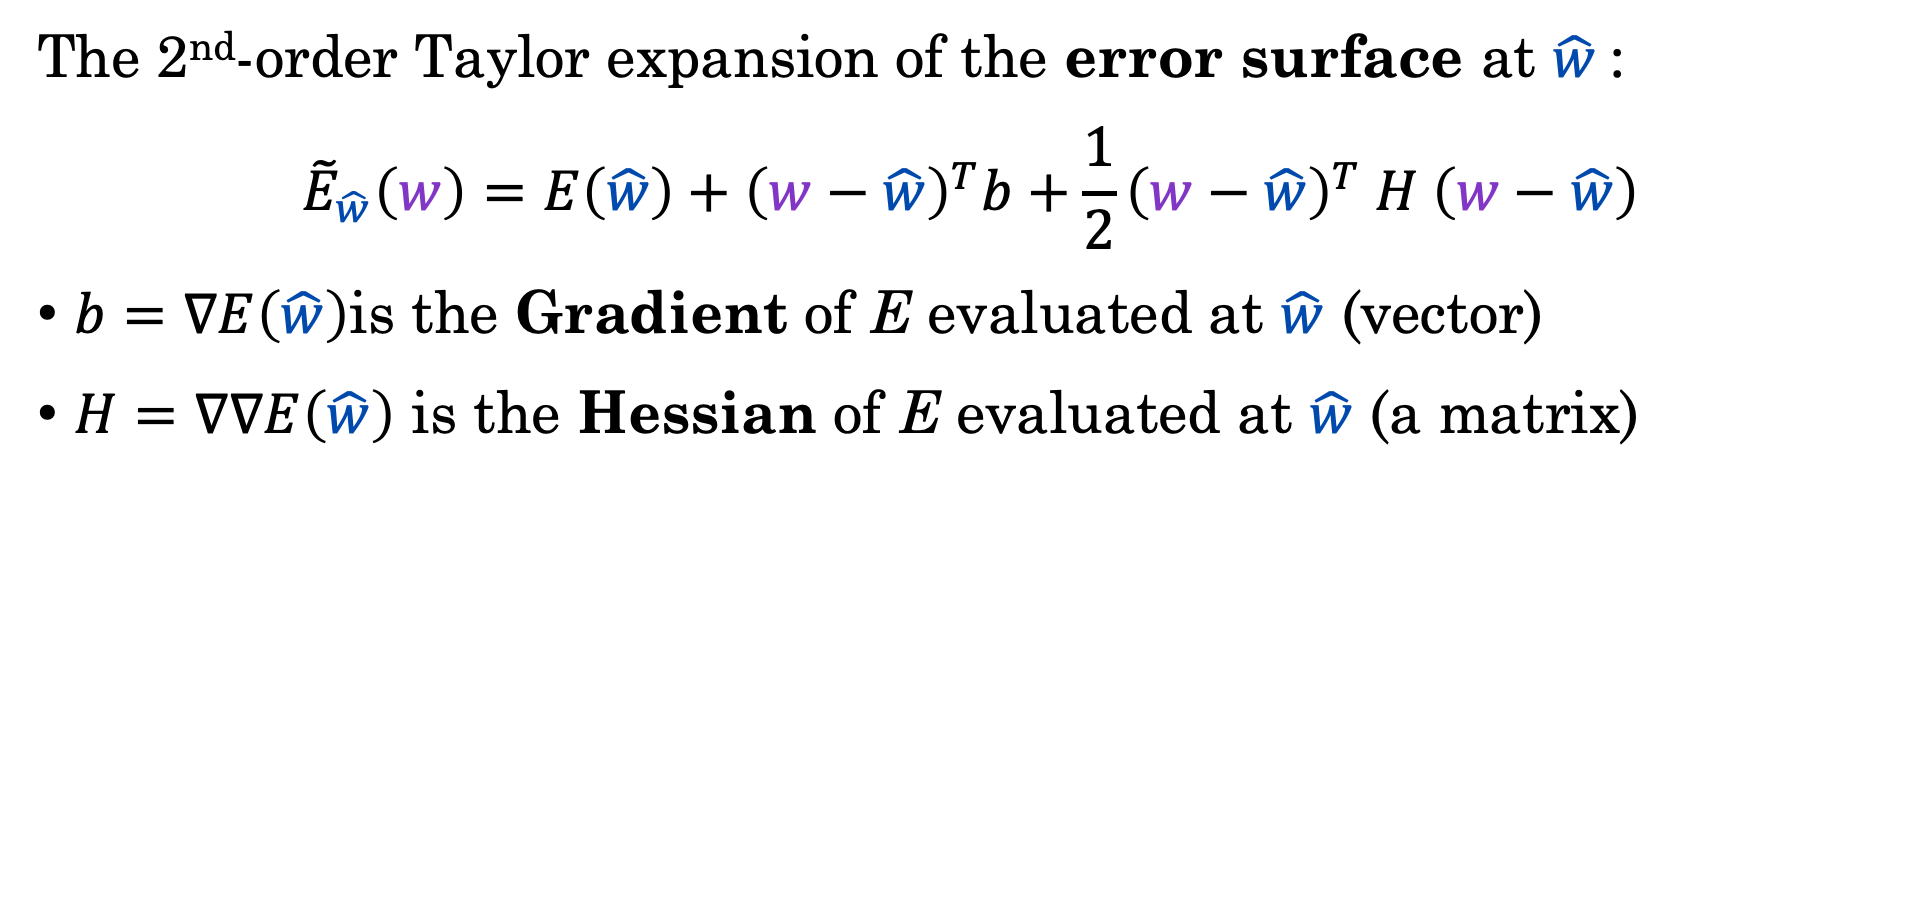 The 2ⁿᵈ-order Taylor expansion of the error surface at ŵ :
Ẽ_ŵ(w) = E(ŵ) + (w − ŵ)ᵀb + 1/2 (w − ŵ)ᵀ H (w − ŵ)
• b = ∇E(ŵ)is the Gradient of E evaluated at ŵ (vector)
• H = ∇∇E(ŵ) is the Hessian of E evaluated at ŵ (a matrix)